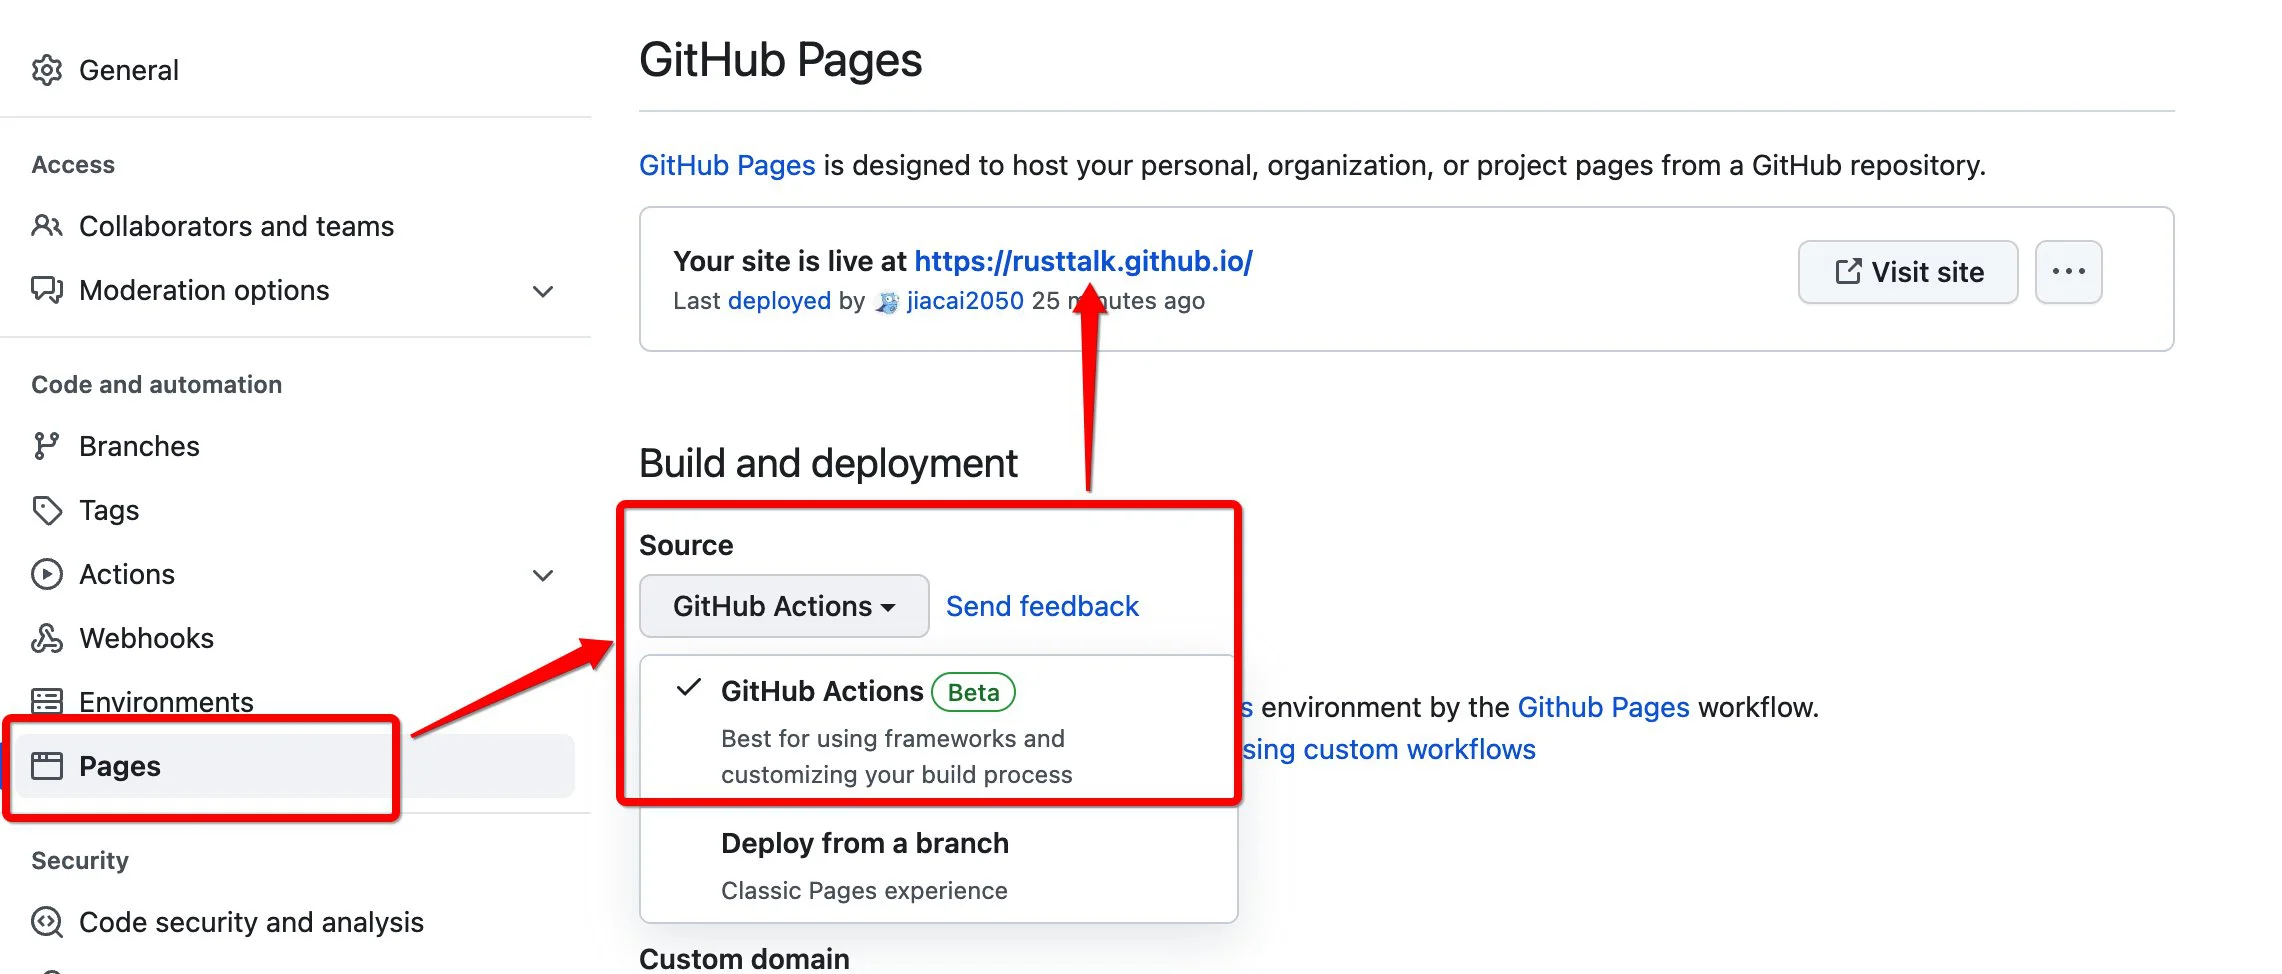 General
Access
Collaborators and teams
Moderation options
Code and automation
Branches
Tags
Actions
Webhooks
Environments
Pages
Security
Code security and analysis
GitHub Pages
GitHub Pages is designed to host your personal, organization, or project pages from a GitHub repository.
Your site is live at https://rusttalk.github.io/
Last deployed by jiacai2050 25 ago
Visit site
Build and deployment
Source
GitHub Actions Send feedback
GitHub Actions Beta
Best for using frameworks and
customizing your build process
Deploy from a branch
Classic Pages experience
environment by the Github Pages workflow.
custom workflows
Custom domain